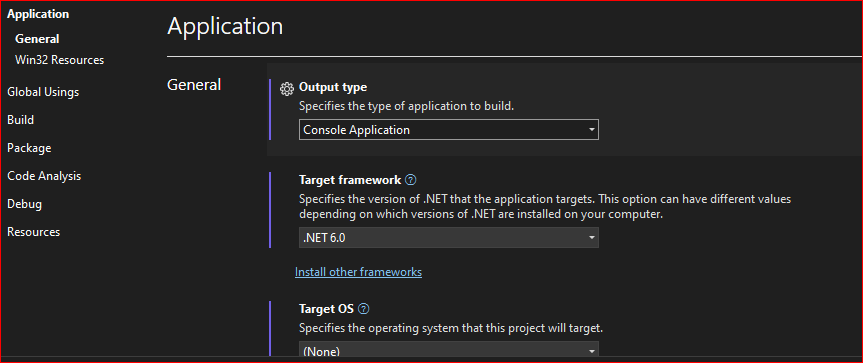 Application
General
Win32 Resources
Global Usings
Build
Package
Code Analysis
Debug
Resources
Application
General
Output type
Specifies the type of application to build.
Console Application
Target framework ?
Specifies the version of .NET that the application targets. This option can have different values
depending on which versions of .NET are installed on your computer.
.NET 6.0
Install other frameworks
Target OS ?
Specifies the operating system that this project will target.
(None)